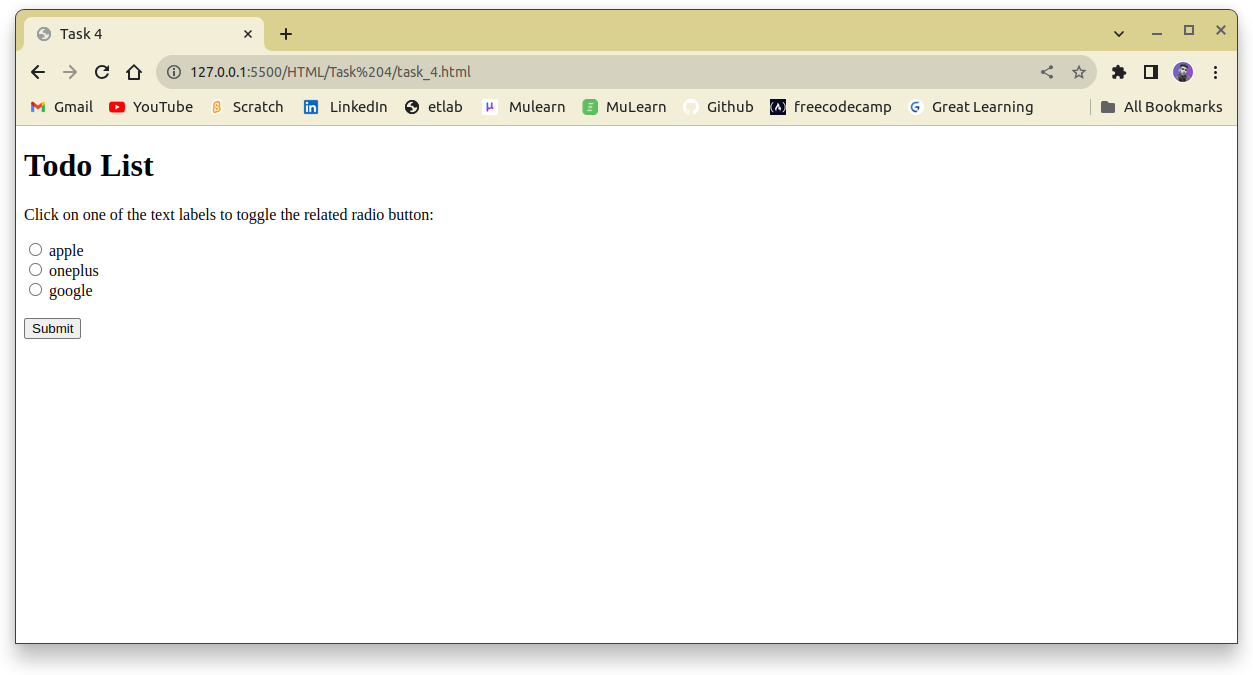 Task 4
127.0.0.1:5500/HTML/Task%204/task_4.html
Gmail YouTube Scratch LinkedIn etlab Mulearn MuLearn Github freecodecamp Great Learning All Bookmarks
Todo List
Click on one of the text labels to toggle the related radio button:
apple
oneplus
google
Submit